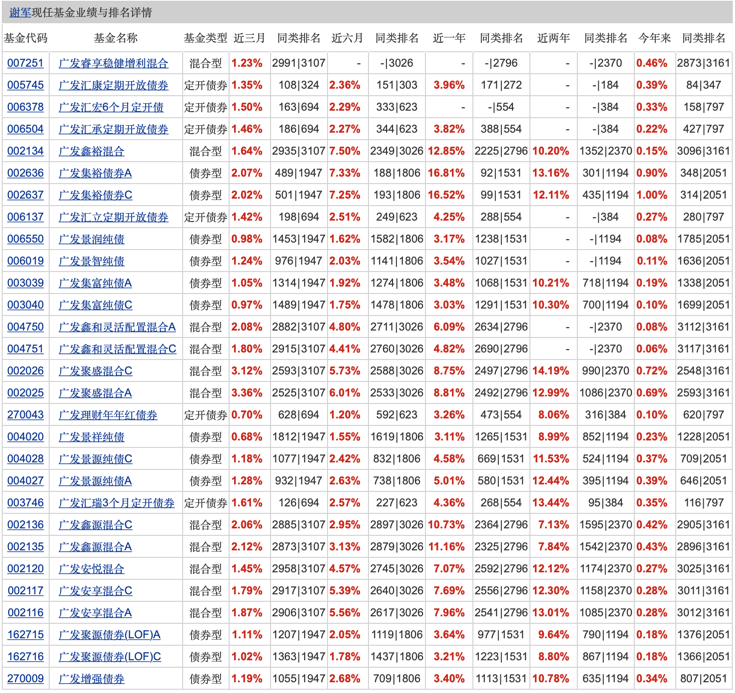 谢军现任基金业绩与排名详情
基金代码 基金名称 基金类型 近三月 同类排名 近六月 同类排名 近一年 同类排名 近两年 同类排名 今年来 同类排名
007251 广发睿享稳健增利混合 混合型 1.23% 2991|3107 - -|3026 - -|2796 - -|2370 0.46% 2873|3161
005745 广发汇康定期开放债券 定开债券 1.35% 108|324 2.36% 151|303 3.96% 171|272 - -|184 0.39% 84|347
006378 广发汇宏6个月定开债 定开债券 1.50% 163|694 2.29% 333|623 - -|554 - -|384 0.33% 158|797
006504 广发汇承定期开放债券 定开债券 1.46% 186|694 2.27% 344|623 3.82% 388|554 - -|384 0.22% 427|797
002134 广发鑫裕混合 混合型 1.64% 2935|3107 7.50% 2349|3026 12.85% 2225|2796 10.20% 1352|2370 0.15% 3096|3161
002636 广发集裕债券A 债券型 2.07% 489|1947 7.33% 188|1806 16.81% 92|1531 13.16% 301|1194 0.90% 348|2051
002637 广发集裕债券C 债券型 2.02% 501|1947 7.25% 193|1806 16.52% 99|1531 12.11% 435|1194 1.00% 314|2051
006137 广发汇立定期开放债券 定开债券 1.42% 198|694 2.51% 249|623 4.25% 288|554 - -|384 0.27% 280|797
006550 广发景润纯债 债券型 0.98% 1453|1947 1.62% 1582|1806 3.17% 1238|1531 - -|1194 0.08% 1785|2051
006019 广发景智纯债 债券型 1.24% 976|1947 2.03% 1141|1806 3.54% 1027|1531 - -|1194 0.11% 1636|2051
003039 广发集富纯债A 债券型 1.05% 1314|1947 1.92% 1274|1806 3.48% 1068|1531 10.21% 718|1194 0.19% 1338|2051
003040 广发集富纯债C 债券型 0.97% 1489|1947 1.75% 1478|1806 3.03% 1291|1531 10.30% 700|1194 0.10% 1699|2051
004750 广发鑫和灵活配置混合A 混合型 2.08% 2882|3107 4.80% 2711|3026 6.09% 2634|2796 - -|2370 0.08% 3112|3161
004751 广发鑫和灵活配置混合C 混合型 1.80% 2915|3107 4.41% 2760|3026 4.82% 2690|2796 - -|2370 0.06% 3117|3161
002026 广发聚盛混合C 混合型 3.12% 2593|3107 5.73% 2588|3026 8.75% 2497|2796 14.19% 990|2370 0.72% 2548|3161
002025 广发聚盛混合A 混合型 3.36% 2525|3107 6.01% 2533|3026 8.81% 2492|2796 12.99% 1086|2370 0.69% 2593|3161
270043 广发理财年年红债券 定开债券 0.70% 628|694 1.20% 592|623 3.26% 473|554 8.06% 316|384 0.10% 620|797
004020 广发景祥纯债 债券型 0.68% 1812|1947 1.55% 1619|1806 3.11% 1265|1531 8.99% 852|1194 0.23% 1228|2051
004028 广发景源纯债C 债券型 1.18% 1077|1947 2.42% 832|1806 4.58% 669|1531 11.53% 524|1194 0.37% 709|2051
004027 广发景源纯债A 债券型 1.28% 932|1947 2.63% 738|1806 5.01% 580|1531 12.44% 395|1194 0.39% 646|2051
003746 广发汇瑞3个月定开债券 定开债券 1.61% 126|694 2.57% 227|623 4.36% 268|554 13.44% 95|384 0.35% 116|797
002136 广发鑫源混合C 混合型 2.06% 2885|3107 2.95% 2897|3026 10.73% 2364|2796 7.13% 1595|2370 0.42% 2905|3161
002135 广发鑫源混合A 混合型 2.12% 2873|3107 3.13% 2879|3026 11.16% 2325|2796 7.84% 1542|2370 0.43% 2896|3161
002120 广发安悦混合 混合型 1.45% 2958|3107 4.57% 2745|3026 7.07% 2592|2796 12.12% 1174|2370 0.27% 3025|3161
002117 广发安享混合C 混合型 1.79% 2917|3107 5.39% 2640|3026 7.69% 2556|2796 12.30% 1158|2370 0.28% 3011|3161
002116 广发安享混合A 混合型 1.87% 2906|3107 5.56% 2617|3026 7.96% 2541|2796 13.01% 1085|2370 0.28% 3012|3161
162715 广发聚源债券(LOF)A 债券型 1.11% 1207|1947 2.05% 1119|1806 3.64% 977|1531 9.64% 790|1194 0.18% 1376|2051
162716 广发聚源债券(LOF)C 债券型 1.02% 1363|1947 1.78% 1437|1806 3.21% 1223|1531 8.80% 867|1194 0.18% 1366|2051
270009 广发增强债券 债券型 1.19% 1055|1947 2.68% 709|1806 3.40% 1113|1531 10.78% 635|1194 0.34% 807|2051